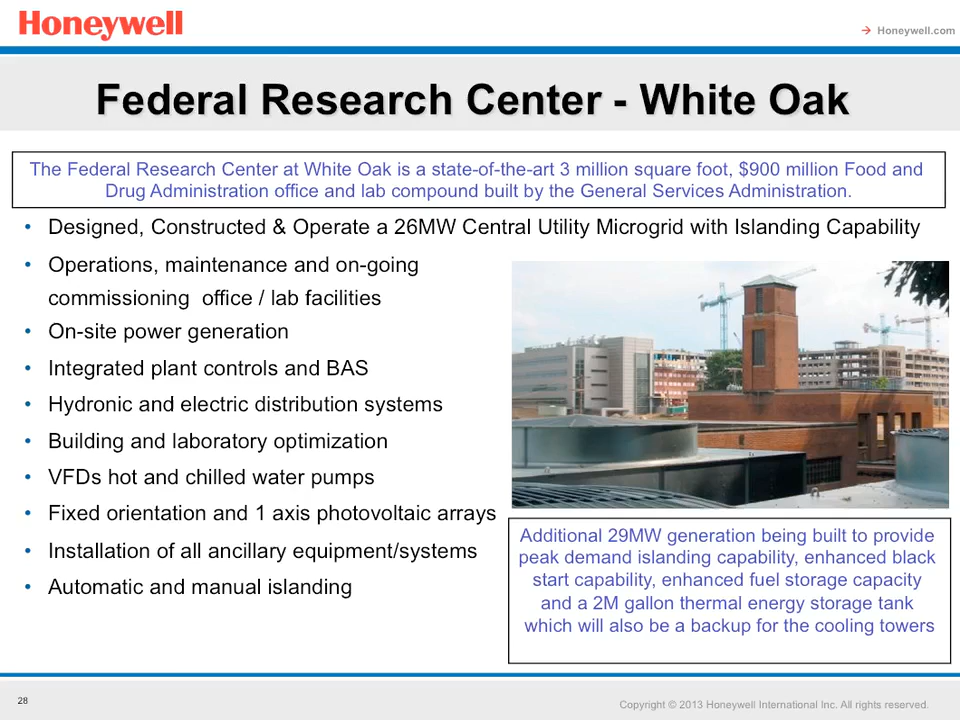 Honeywell
→ Honeywell.com
Federal Research Center - White Oak
The Federal Research Center at White Oak is a state-of-the-art 3 million square foot, $900 million Food and
Drug Administration office and lab compound built by the General Services Administration.
• Designed, Constructed & Operate a 26MW Central Utility Microgrid with Islanding Capability
• Operations, maintenance and on-going
commissioning office / lab facilities
• On-site power generation
• Integrated plant controls and BAS
• Hydronic and electric distribution systems
• Building and laboratory optimization
• VFDs hot and chilled water pumps
• Fixed orientation and 1 axis photovoltaic arrays
• Installation of all ancillary equipment/systems
• Automatic and manual islanding
Additional 29MW generation being built to provide
peak demand islanding capability, enhanced black
start capability, enhanced fuel storage capacity
and a 2M gallon thermal energy storage tank
which will also be a backup for the cooling towers
28
Copyright © 2013 Honeywell International Inc. All rights reserved.